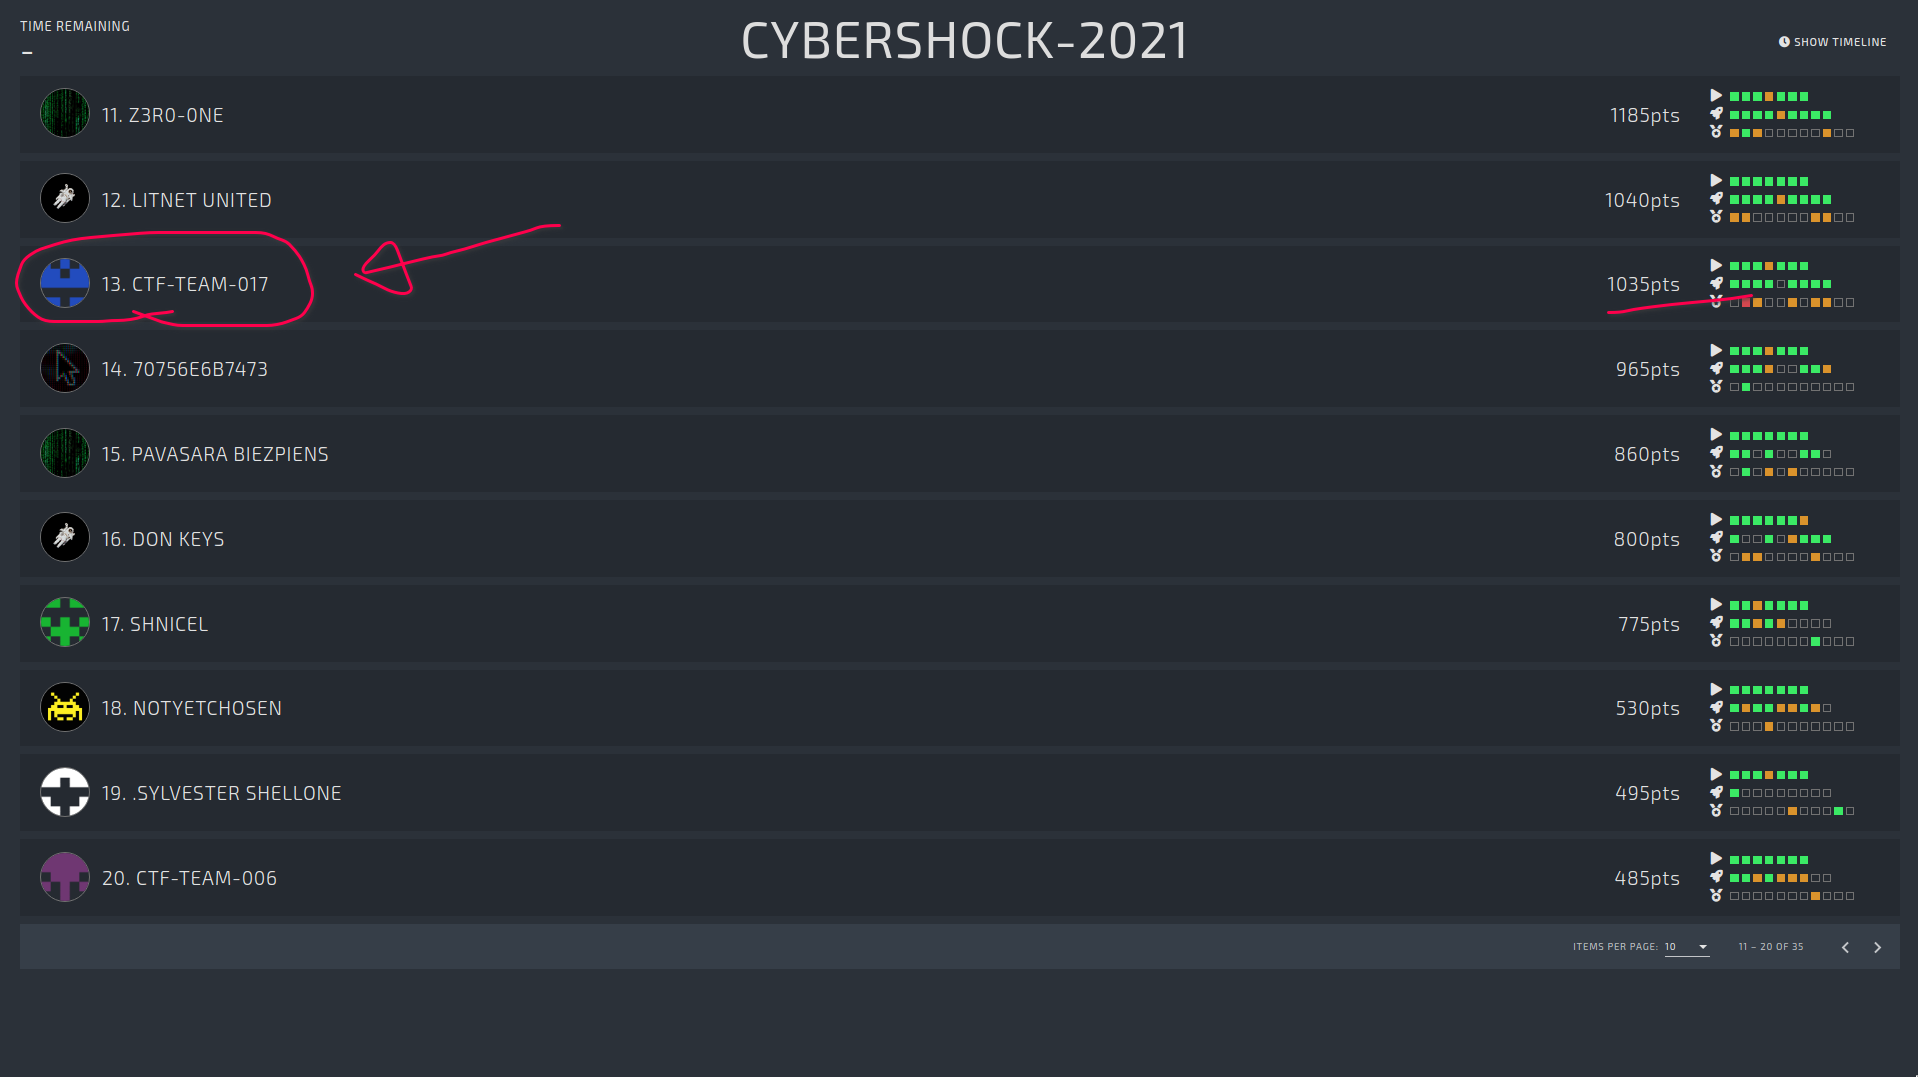 TIME REMAINING
–
CYBERSHOCK-2021
SHOW TIMELINE
11. Z3R0-0NE 1185pts
12. LITNET UNITED 1040pts
13. CTF-TEAM-017 1035pts
14. 70756E6B7473 965pts
15. PAVASARA BIEZPIENS 860pts
16. DON KEYS 800pts
17. SHNICEL 775pts
18. NOTYETCHOSEN 530pts
19. .SYLVESTER SHELLONE 495pts
20. CTF-TEAM-006 485pts
ITEMS PER PAGE: 10 11 – 20 OF 35